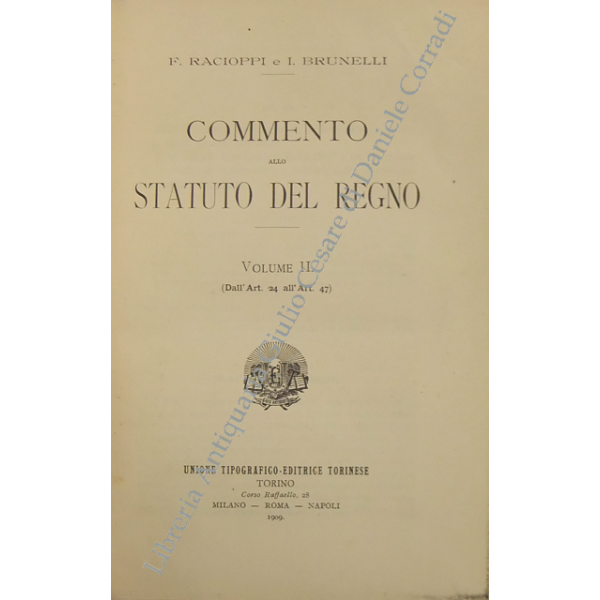 F. RACIOPPI e I. BRUNELLI
COMMENTO
ALLO
STATUTO DEL REGNO
VOLUME II.
(Dall'Art. 24 all'Art. 47)
UNIONE TIPOGRAFICO-EDITRICE TORINESE
TORINO
Corso Raffaello, 28
MILANO — ROMA — NAPOLI
1909.
Libreria Antiquaria Giulio Cesare di Daniele Corradi